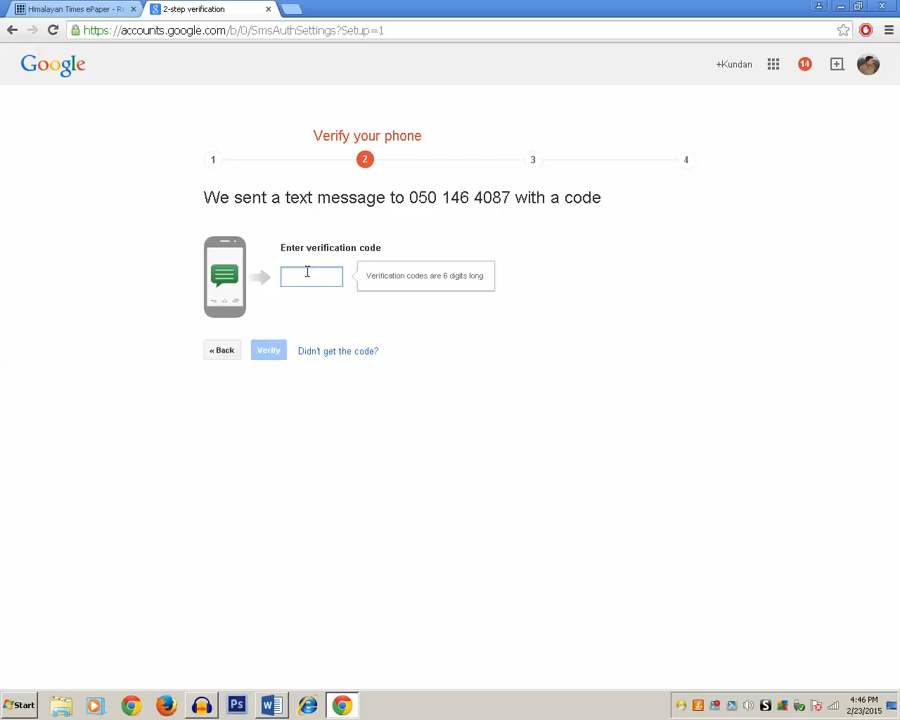 Himalayan Times ePaper - R
2-step verification
https://accounts.google.com/b/0/SmsAuthSettings?Setup=1
Google
+Kundan
14
Verify your phone
1
2
3
4
We sent a text message to 050 146 4087 with a code
Enter verification code
Verification codes are 6 digits long.
« Back
Verify
Didn't get the code?
Start
Ps
W
S
4:46 PM
2/23/2015